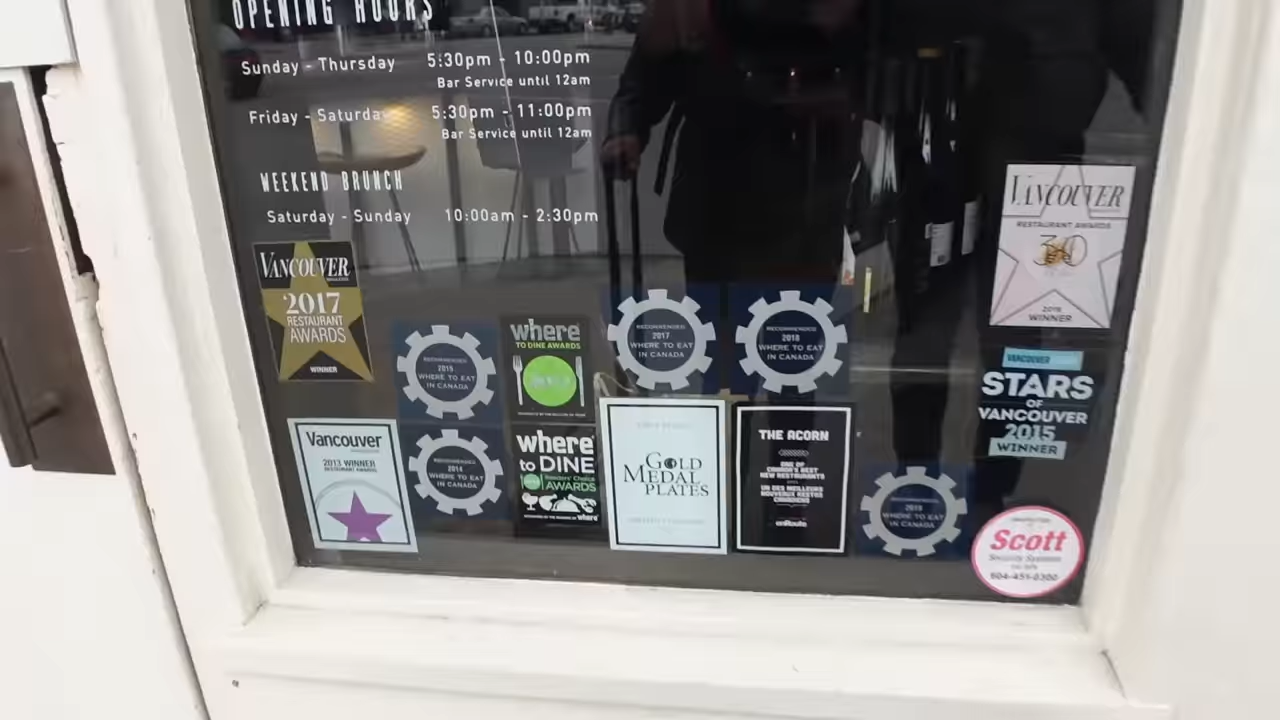 OPENING HOURS
Sunday - Thursday 5:30pm - 10:00pm
Bar Service until 12am
Friday - Saturday 5:30pm - 11:00pm
Bar Service until 12am
WEEKEND BRUNCH
Saturday - Sunday 10:00am - 2:30pm
VANCOUVER
2017
RESTAURANT
AWARDS
WINNER
RECOMMENDED
2015
WHERE TO EAT
IN CANADA
where
TO DINE AWARDS
RECOMMENDED
2017
WHERE TO EAT
IN CANADA
RECOMMENDED
2018
WHERE TO EAT
IN CANADA
VANCOUVER
RESTAURANT AWARDS
30
WINNER
VANCOUVER
STARS
OF
VANCOUVER
2015
WINNER
Vancouver
2013 WINNER
RESTAURANT AWARDS
RECOMMENDED
2014
WHERE TO EAT
IN CANADA
where
to DINE
Readers' Choice
AWARDS
where
GOLD
MEDAL
PLATES
THE ACORN
ONE OF
CANADA'S BEST
NEW RESTAURANTS
UN DES MEILLEURS
NOUVEAUX RESTOS
CANADIENS
enRoute
RECOMMENDED
WHERE TO EAT
IN CANADA
Scott
Security Systems
604-451-0300